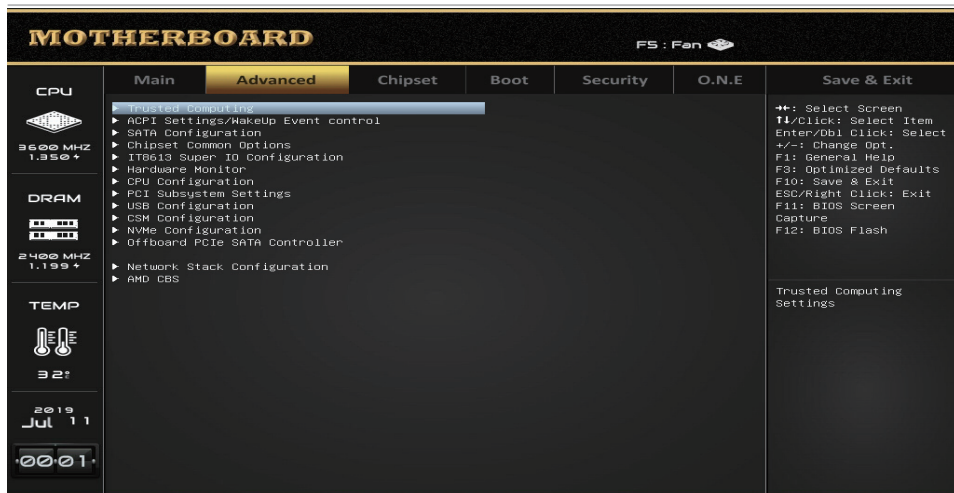 MOTHERBOARD
F5 : Fan
CPU
3600 MHZ
1.350
DRAM
2400 MHZ
1.199
TEMP
32
2019
Jul 11
00:01
Main Advanced Chipset Boot Security O.N.E Save & Exit
Trusted Computing
ACPI Settings/WakeUp Event control
SATA Configuration
Chipset Common Options
IT8613 Super IO Configuration
Hardware Monitor
CPU Configuration
PCI Subsystem Settings
USB Configuration
CSM Configuration
NVMe Configuration
Offboard PCIe SATA Controller
Network Stack Configuration
AMD CBS
→←: Select Screen
↑↓/Click: Select Item
Enter/Dbl Click: Select
+/-: Change Opt.
F1: General Help
F3: Optimized Defaults
F10: Save & Exit
ESC/Right Click: Exit
F11: BIOS Screen
Capture
F12: BIOS Flash
Trusted Computing
Settings